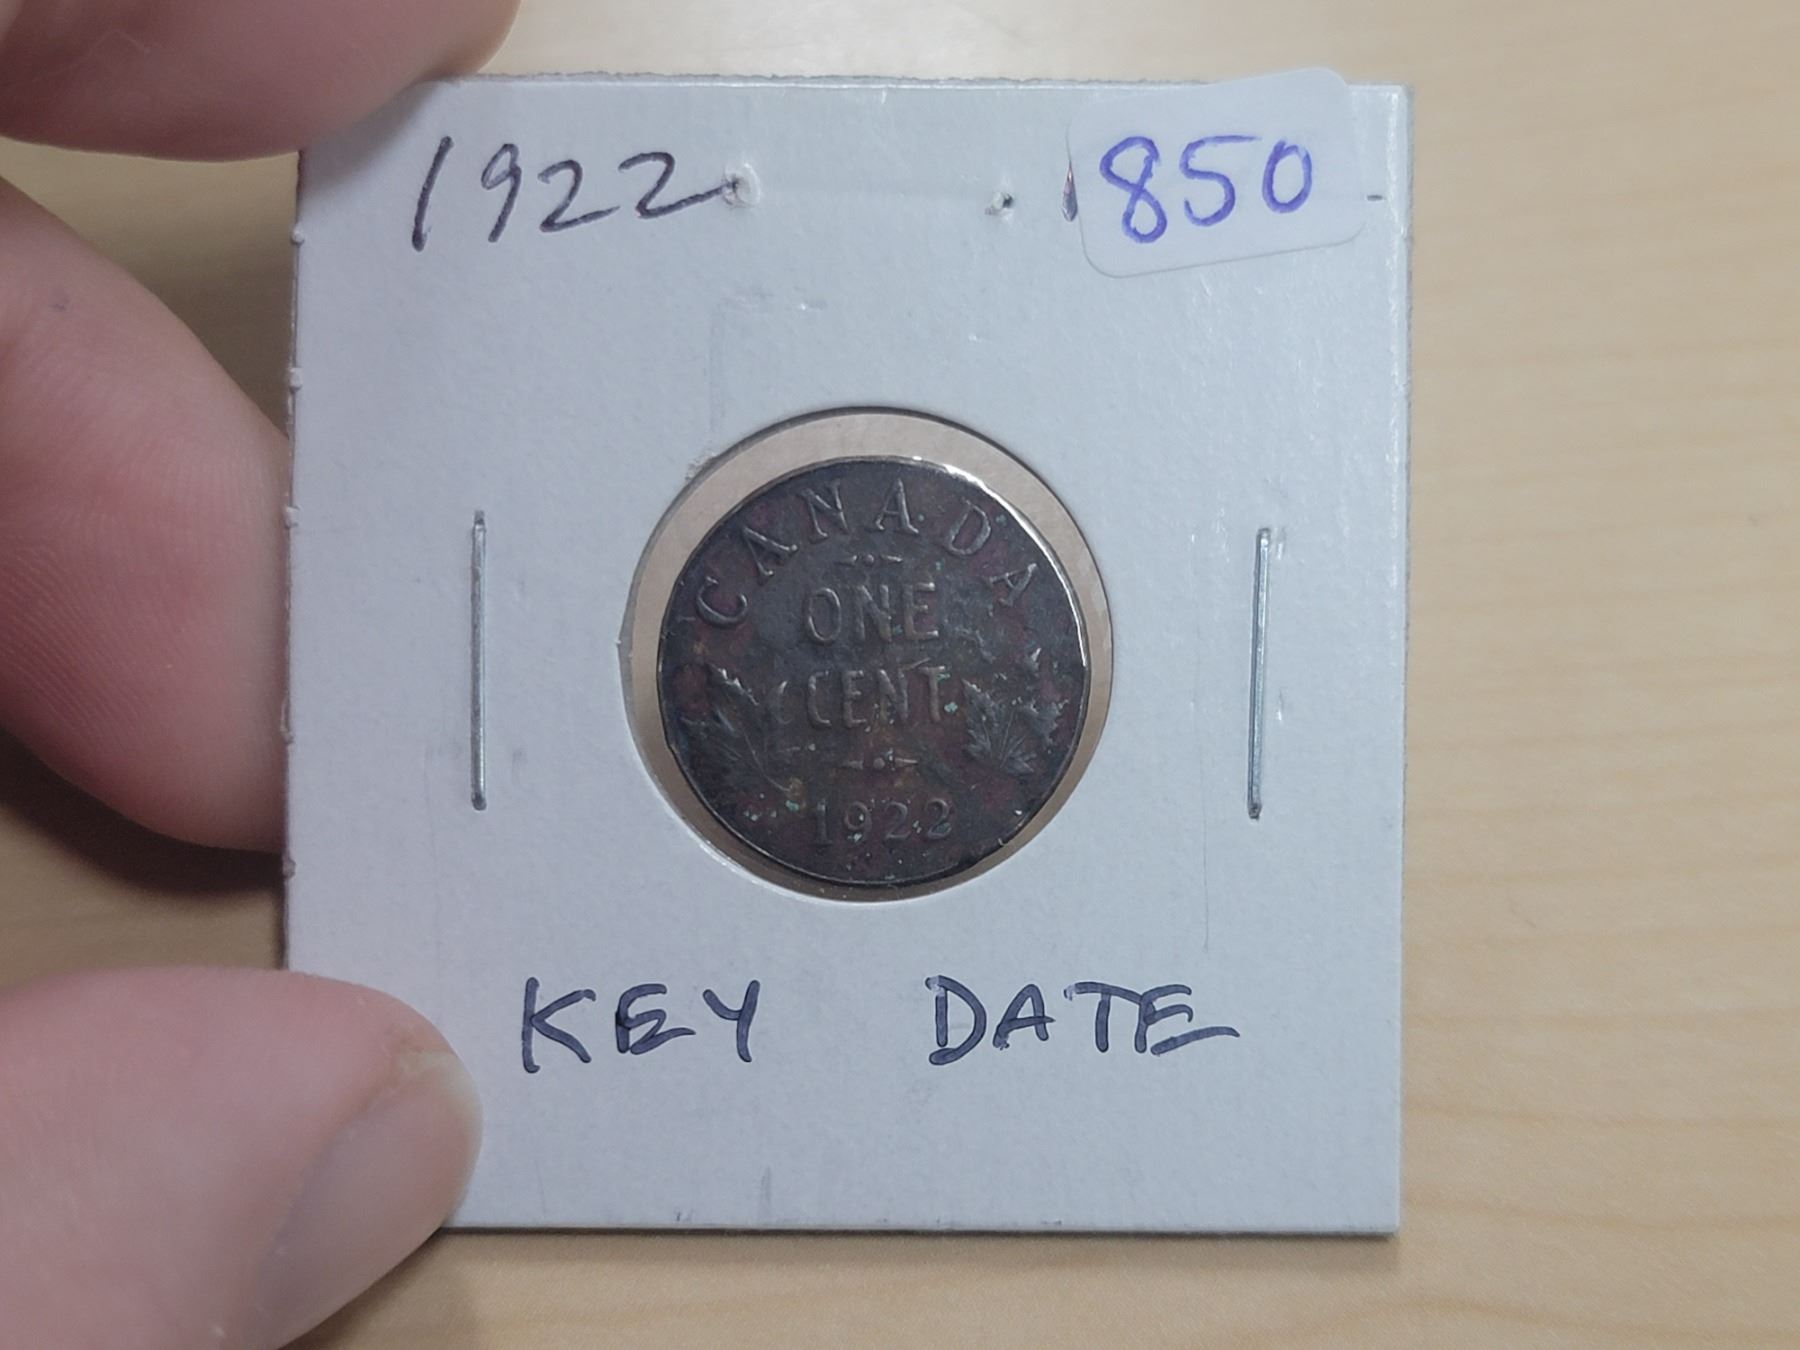 1922 850
CANADA
ONE
CENT
1922
KEY DATE